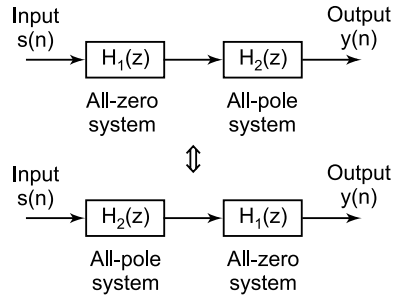 Input
s(n)
H₁(z)
H₂(z)
Output
y(n)
All-zero
system
All-pole
system
⇕
Input
s(n)
H₂(z)
H₁(z)
Output
y(n)
All-pole
system
All-zero
system